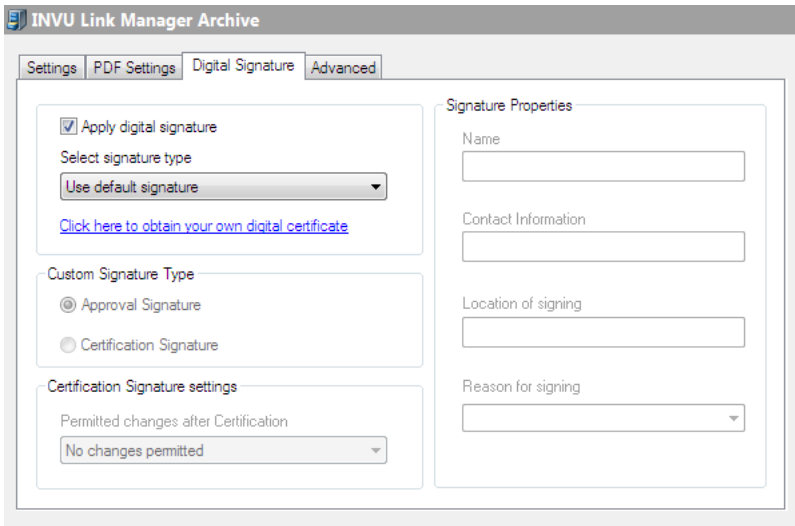 INVU Link Manager Archive
Settings
PDF Settings
Digital Signature
Advanced
Apply digital signature
Select signature type
Use default signature
Click here to obtain your own digital certificate
Custom Signature Type
Approval Signature
Certification Signature
Certification Signature settings
Permitted changes after Certification
No changes permitted
Signature Properties
Name
Contact Information
Location of signing
Reason for signing